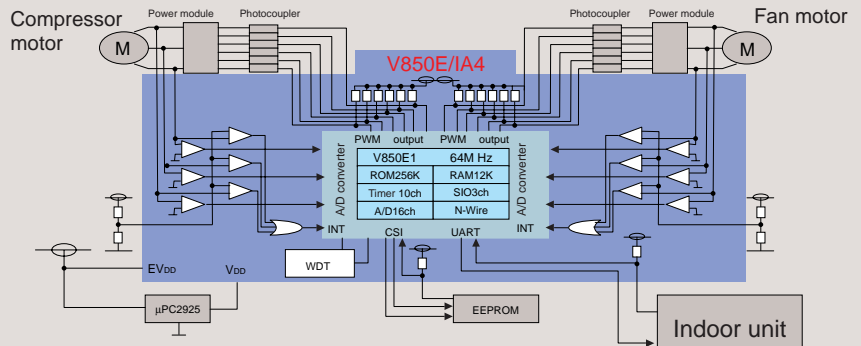 Compressor motor
Power module
Photocoupler
Photocoupler
Power module
Fan motor
M
M
V850E/IA4
PWM output
PWM output
A/D converter
V850E1
64M Hz
ROM256K
RAM12K
Timer 10ch
SIO3ch
A/D16ch
N-Wire
A/D converter
INT
CSI
UART
INT
WDT
EVDD
VDD
µPC2925
EEPROM
Indoor unit